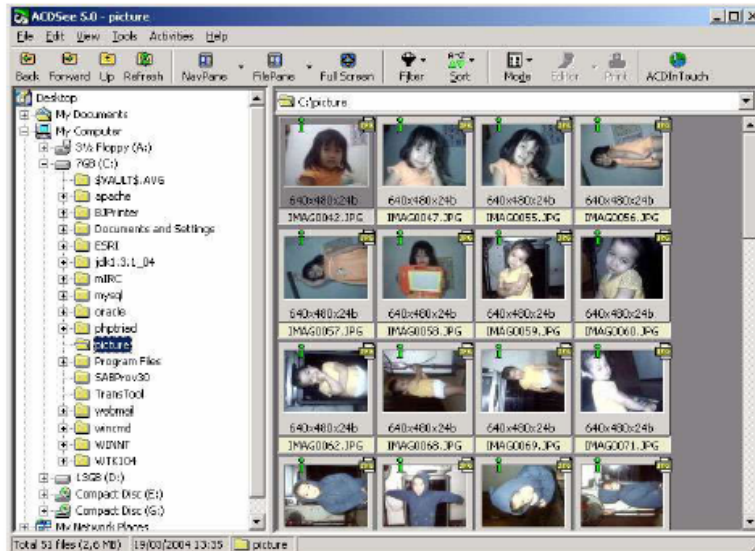 ACDSee 5.0 - picture
File Edit View Tools Activities Help
Back Forward Up Refresh NavPane FilePane Full Screen Filter Sort Mode Editor Print ACDInTouch
Desktop
My Documents
My Computer
3½ Floppy (A:)
7GB (C:)
$VAULT$.AVG
apache
BJPrinter
Documents and Settings
ESRI
jdk1.3.1_04
mIRC
mysql
oracle
phptriad
picture
Program Files
SABProv30
TransTool
webmail
wincmd
WINNT
WTK104
13GB (D:)
Compact Disc (E:)
Compact Disc (G:)
My Network Places
C:\picture
640x480x24b 640x480x24b 640x480x24b 640x480x24b
IMAG0042.JPG IMAG0047.JPG IMAG0055.JPG IMAG0056.JPG
640x480x24b 640x480x24b 640x480x24b 640x480x24b
IMAG0057.JPG IMAG0058.JPG IMAG0059.JPG IMAG0060.JPG
640x480x24b 640x480x24b 640x480x24b 640x480x24b
IMAG0062.JPG IMAG0068.JPG IMAG0069.JPG IMAG0071.JPG
Total 51 files (2,6 MB) 19/03/2004 13:35 picture